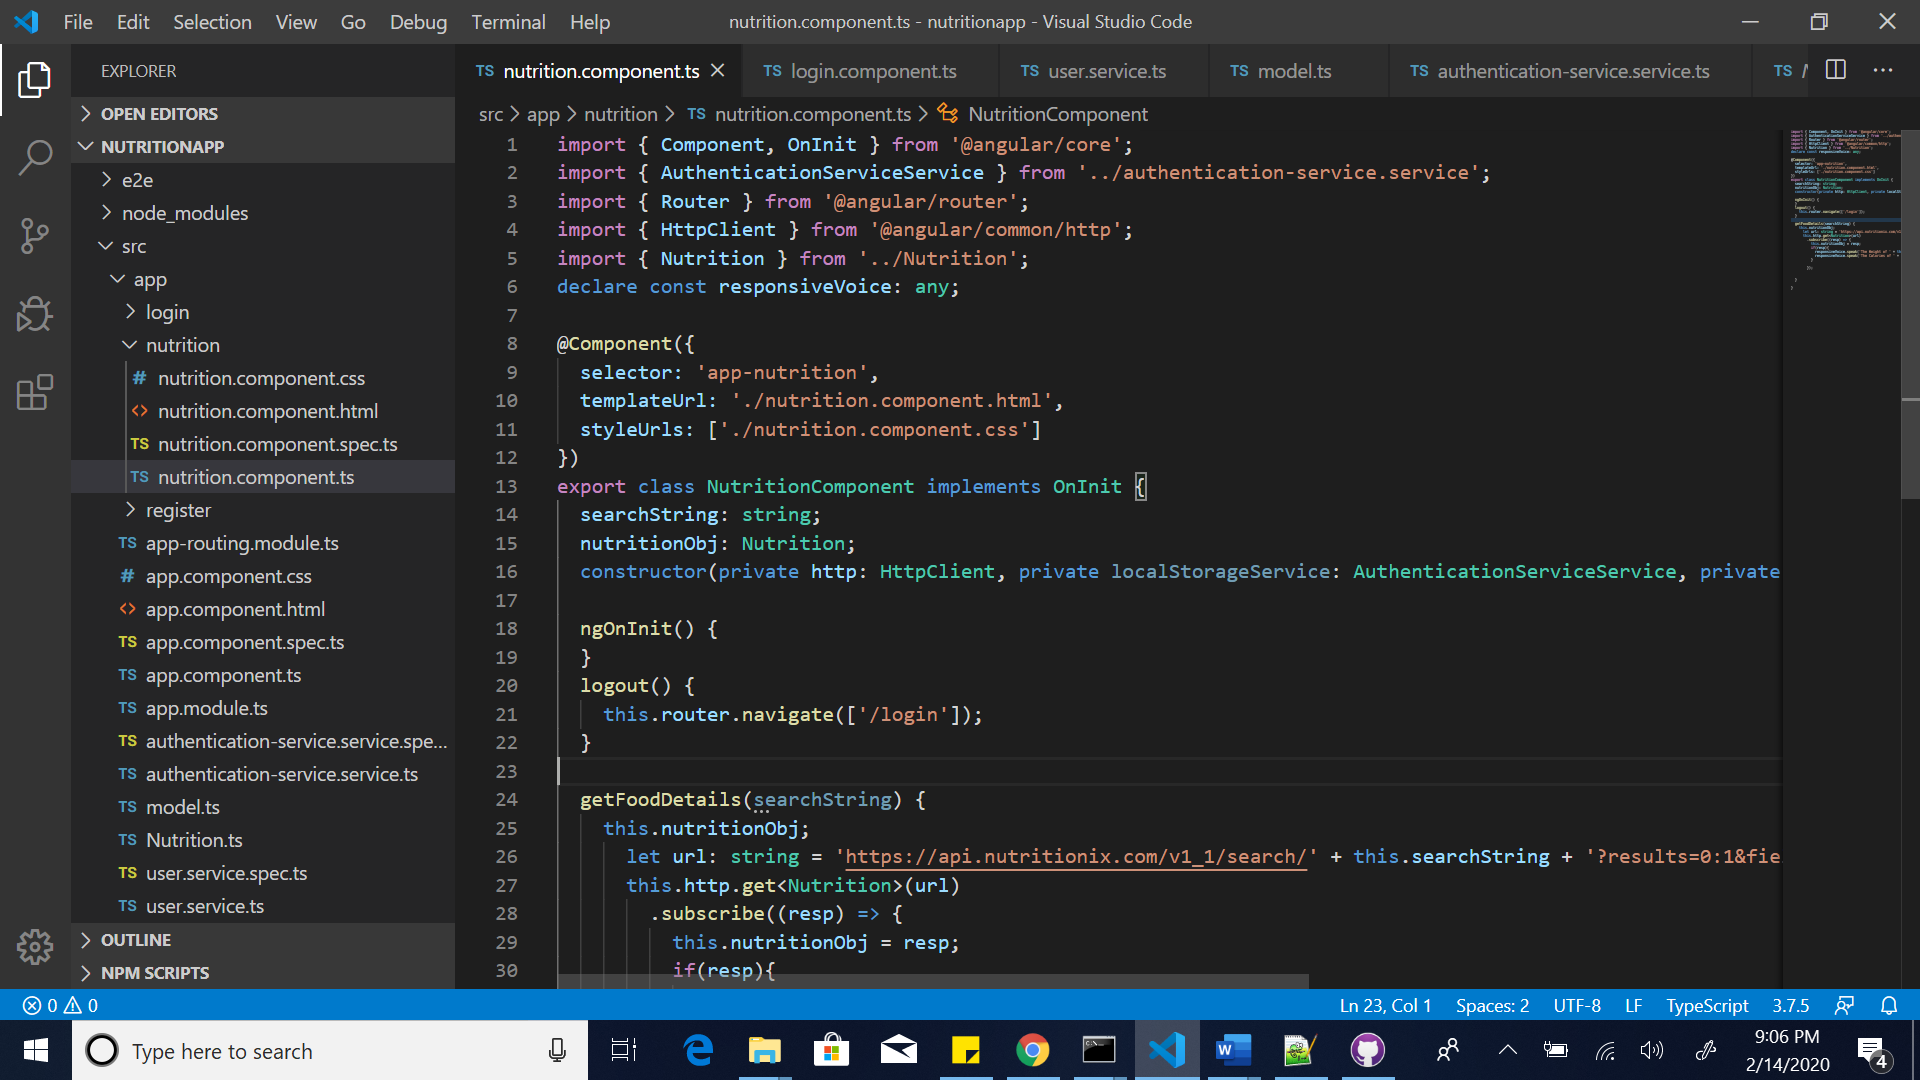 File Edit Selection View Go Debug Terminal Help
nutrition.component.ts - nutritionapp - Visual Studio Code
EXPLORER
OPEN EDITORS
NUTRITIONAPP
e2e
node_modules
src
app
login
nutrition
# nutrition.component.css
<> nutrition.component.html
TS nutrition.component.spec.ts
TS nutrition.component.ts
register
TS app-routing.module.ts
# app.component.css
<> app.component.html
TS app.component.spec.ts
TS app.component.ts
TS app.module.ts
TS authentication-service.service.spe...
TS authentication-service.service.ts
TS model.ts
TS Nutrition.ts
TS user.service.spec.ts
TS user.service.ts
OUTLINE
NPM SCRIPTS
TS nutrition.component.ts TS login.component.ts TS user.service.ts TS model.ts TS authentication-service.service.ts TS
src > app > nutrition > TS nutrition.component.ts > NutritionComponent
1 import { Component, OnInit } from '@angular/core';
2 import { AuthenticationServiceService } from '../authentication-service.service';
3 import { Router } from '@angular/router';
4 import { HttpClient } from '@angular/common/http';
5 import { Nutrition } from '../Nutrition';
6 declare const responsiveVoice: any;
7
8 @Component({
9 selector: 'app-nutrition',
10 templateUrl: './nutrition.component.html',
11 styleUrls: ['./nutrition.component.css']
12 })
13 export class NutritionComponent implements OnInit {
14 searchString: string;
15 nutritionObj: Nutrition;
16 constructor(private http: HttpClient, private localStorageService: AuthenticationServiceService, private
17
18 ngOnInit() {
19 }
20 logout() {
21 this.router.navigate(['/login']);
22 }
23
24 getFoodDetails(searchString) {
25 this.nutritionObj;
26 let url: string = 'https://api.nutritionix.com/v1_1/search/' + this.searchString + '?results=0:1&fie
27 this.http.get<Nutrition>(url)
28 .subscribe((resp) => {
29 this.nutritionObj = resp;
30 if(resp){
0 0
Ln 23, Col 1 Spaces: 2 UTF-8 LF TypeScript 3.7.5
Type here to search
9:06 PM
2/14/2020
4